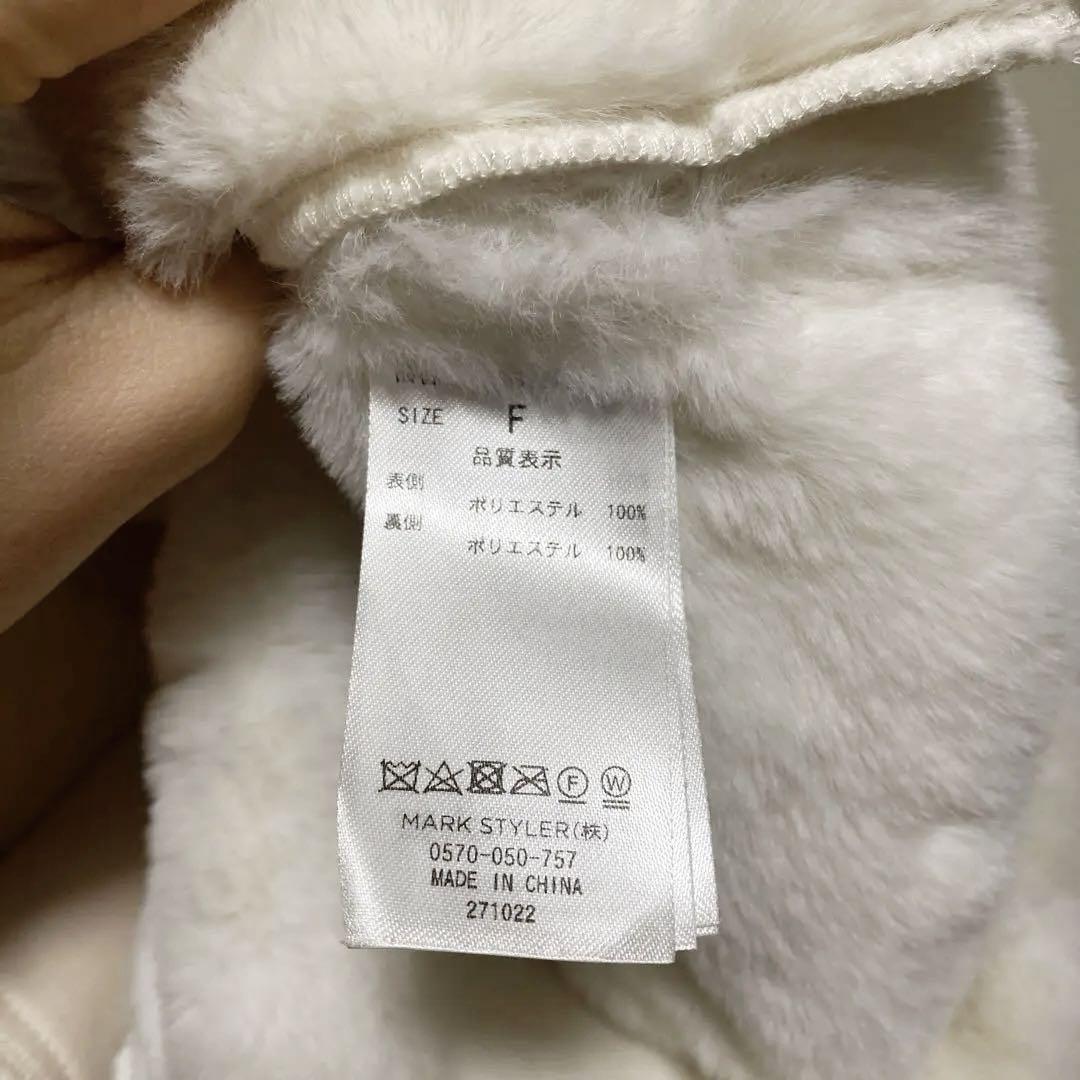 SIZE F
品質表示
表側
ポリエステル 100%
裏側
ポリエステル 100%
F W
MARK STYLER(株)
0570-050-757
MADE IN CHINA
271022